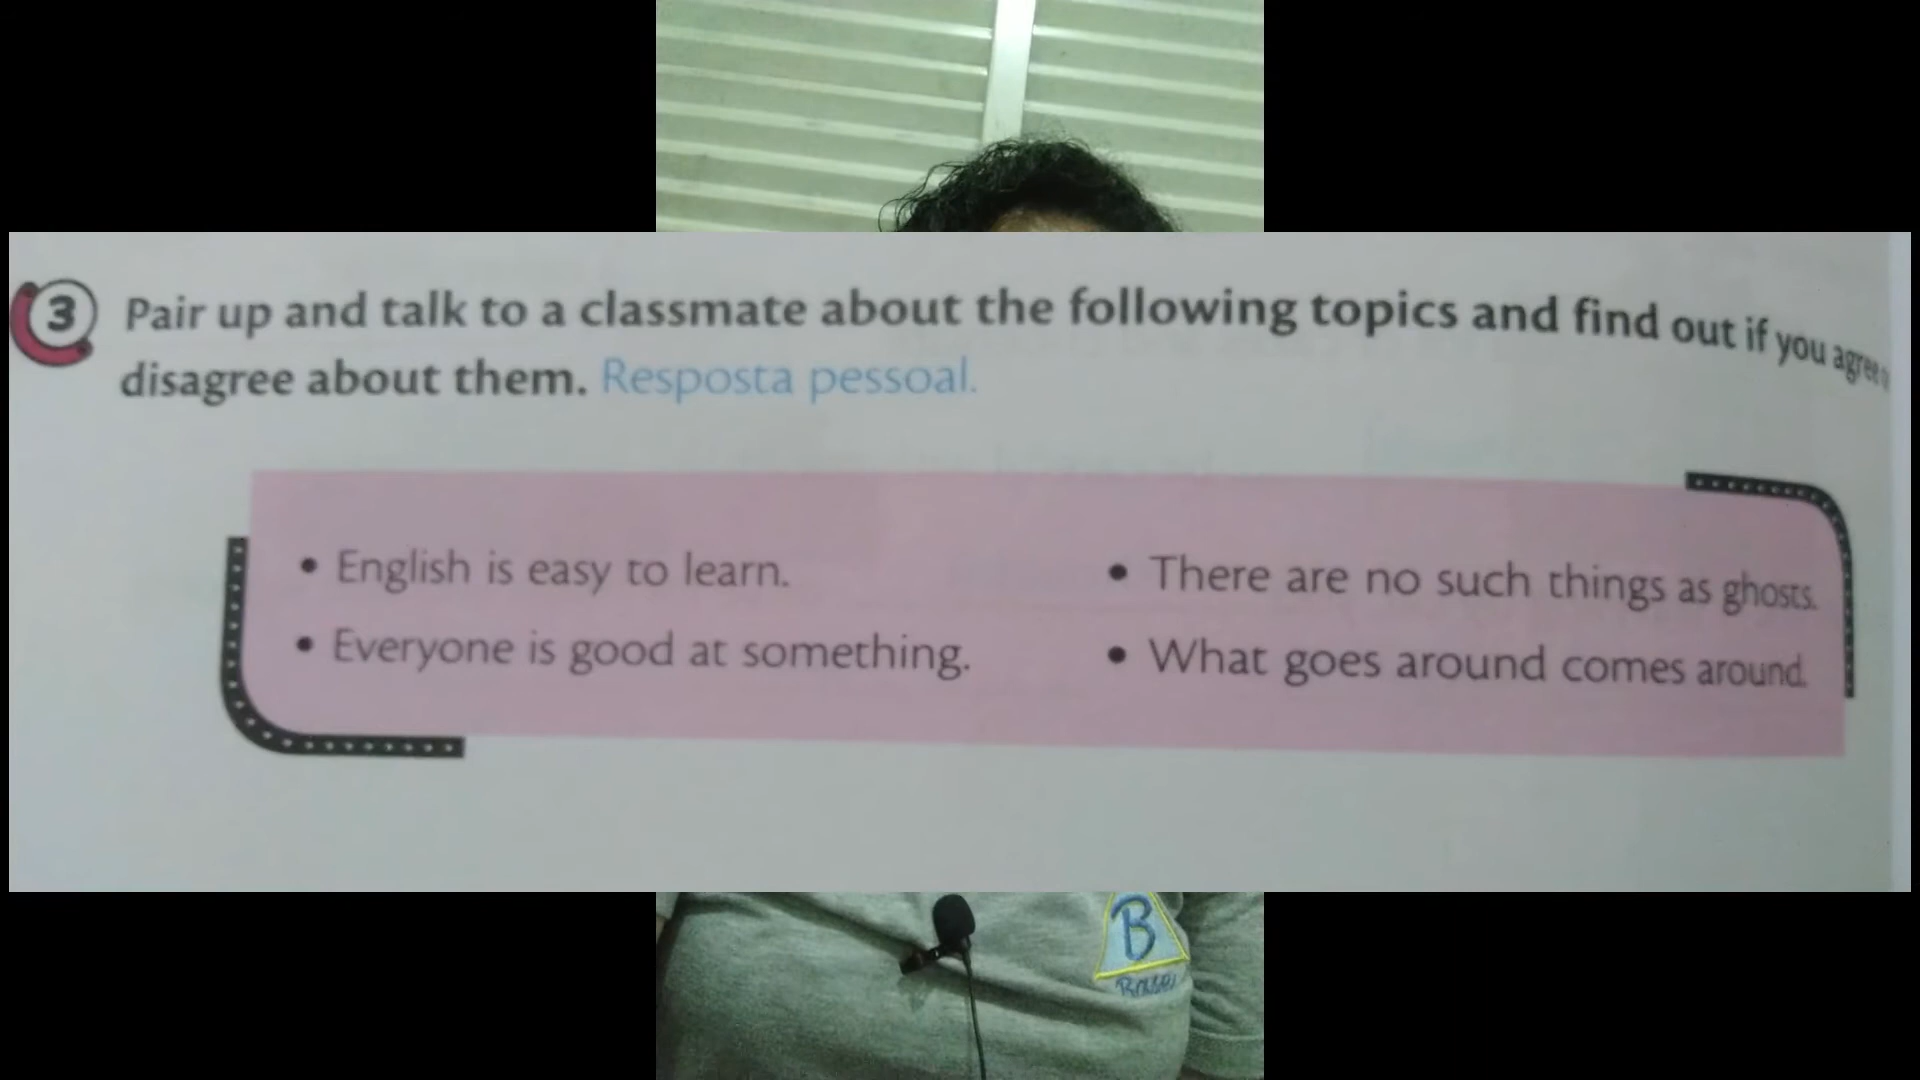 3 Pair up and talk to a classmate about the following topics and find out if you agree
disagree about them. Resposta pessoal.
• English is easy to learn.
• Everyone is good at something.
• There are no such things as ghosts.
• What goes around comes around.
B